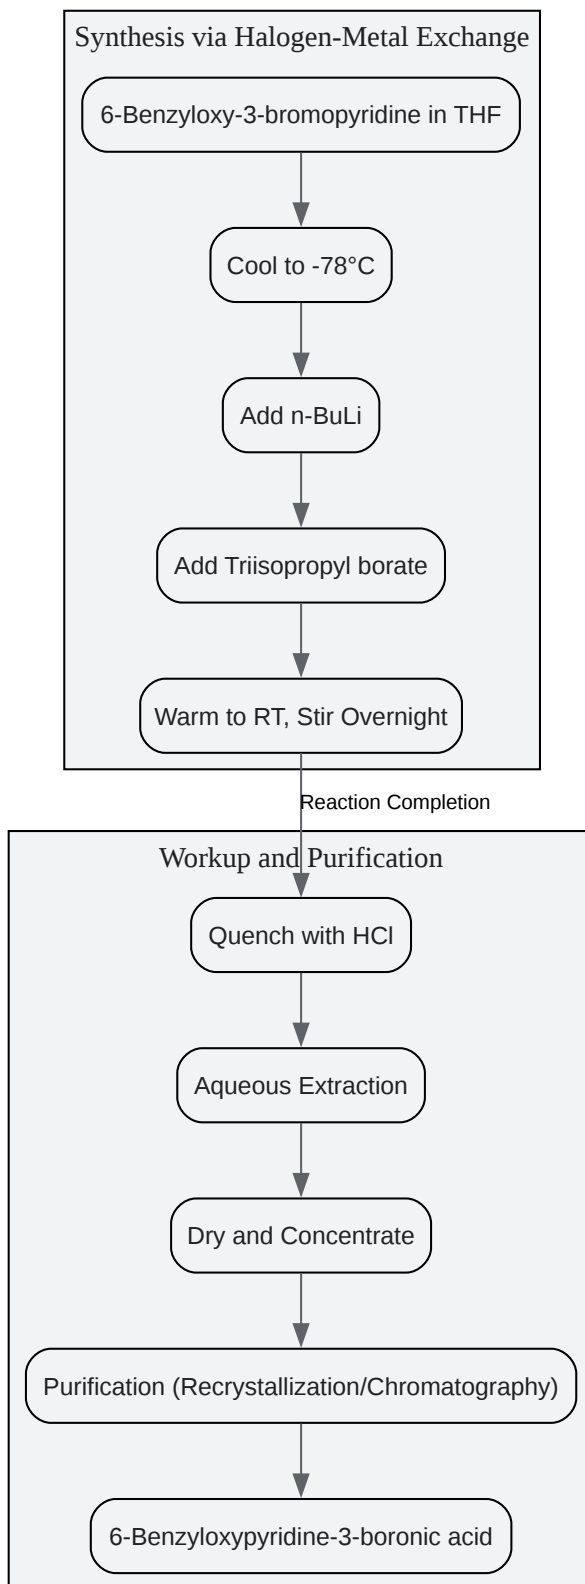 Synthesis via Halogen-Metal Exchange
6-Benzyloxy-3-bromopyridine in THF
Cool to -78°C
Add n-BuLi
Add Triisopropyl borate
Warm to RT, Stir Overnight
Reaction Completion
Workup and Purification
Quench with HCl
Aqueous Extraction
Dry and Concentrate
Purification (Recrystallization/Chromatography)
6-Benzyloxypyridine-3-boronic acid